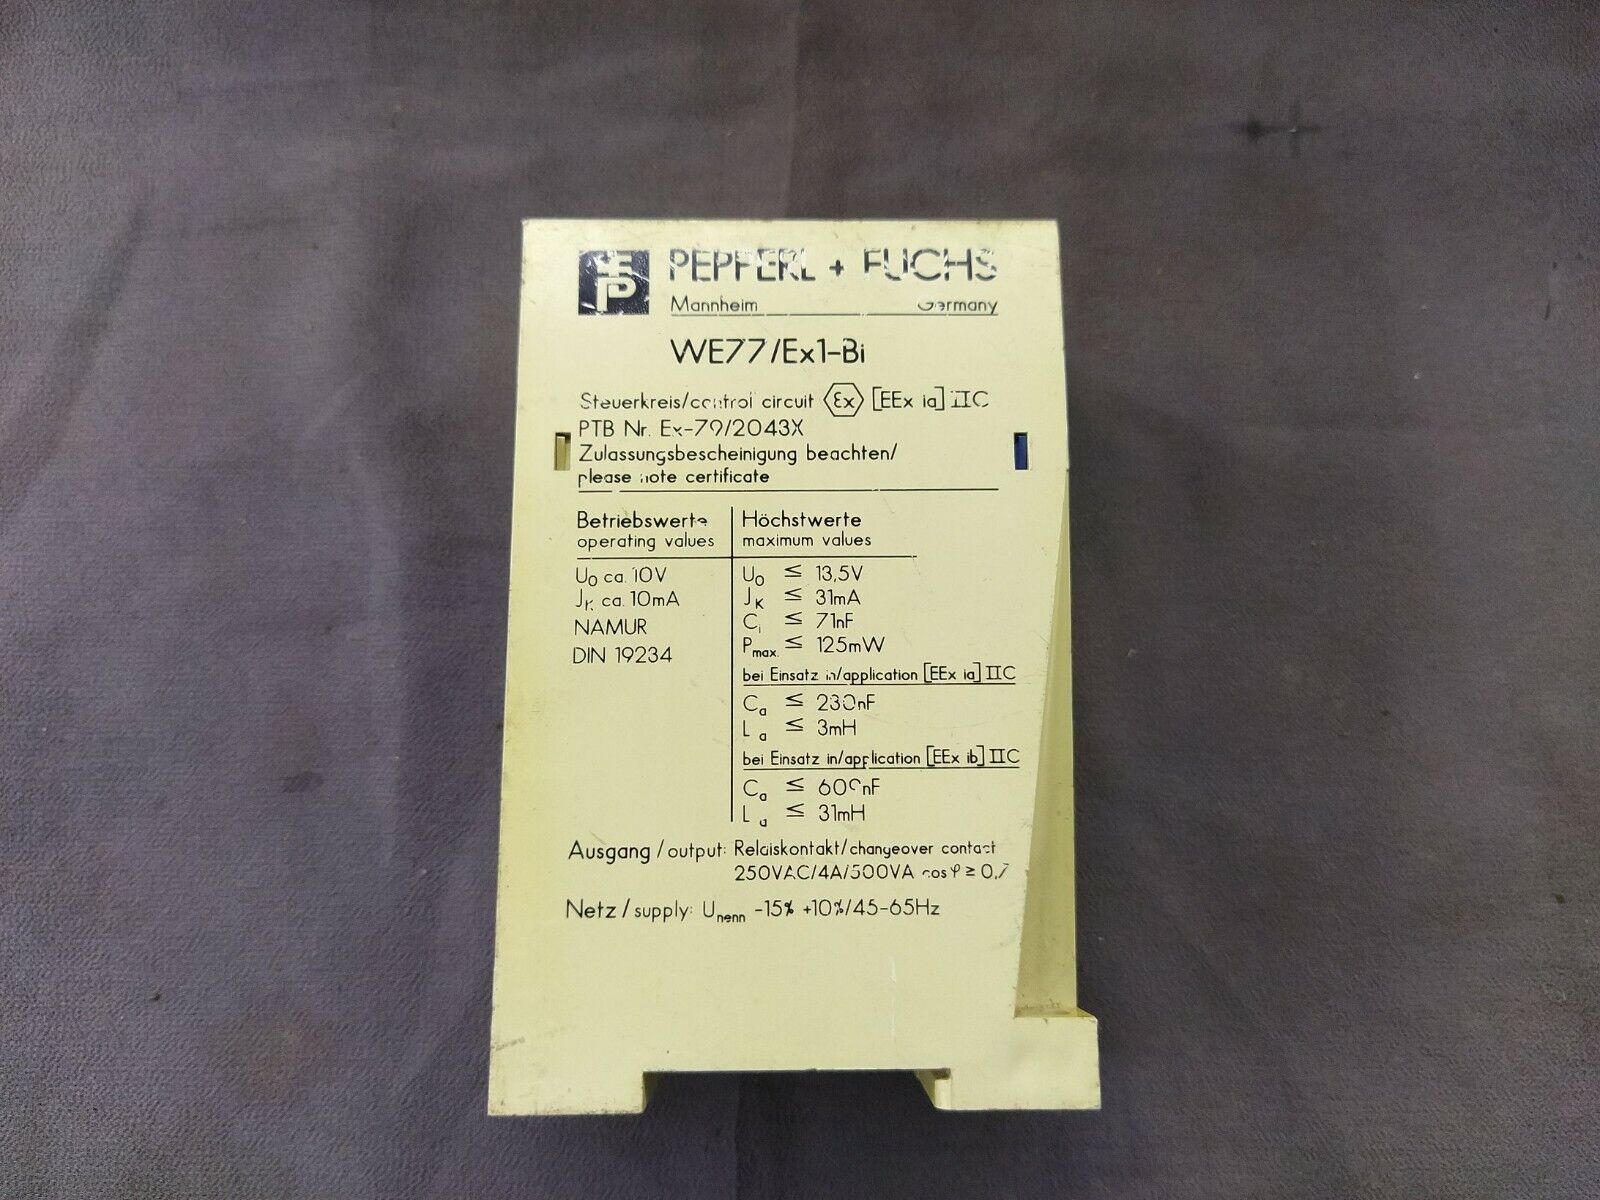 PEPPERL + FUCHS
Mannheim Germany
WE77/Ex1-Bi
Steuerkreis/control circuit Ex [EEx ia] IIC
PTB Nr. Ex-79/2043X
Zulassungsbescheinigung beachten/
please note certificate
Betriebswerte Höchstwerte
operating values maximum values
U₀ ca. 10V U₀ ≤ 13,5V
Jₖ ca. 10mA Jₖ ≤ 31mA
NAMUR Cᵢ ≤ 71nF
DIN 19234 Pmax. ≤ 125mW
bei Einsatz in/application [EEx ia] IIC
Cₐ ≤ 230nF
Lₐ ≤ 3mH
bei Einsatz in/application [EEx ib] IIC
Cₐ ≤ 600nF
Lₐ ≤ 31mH
Ausgang / output: Relaiskontakt/changeover contact
250VAC/4A/500VA cos φ ≥ 0,7
Netz / supply: Unenn -15% +10%/45-65Hz